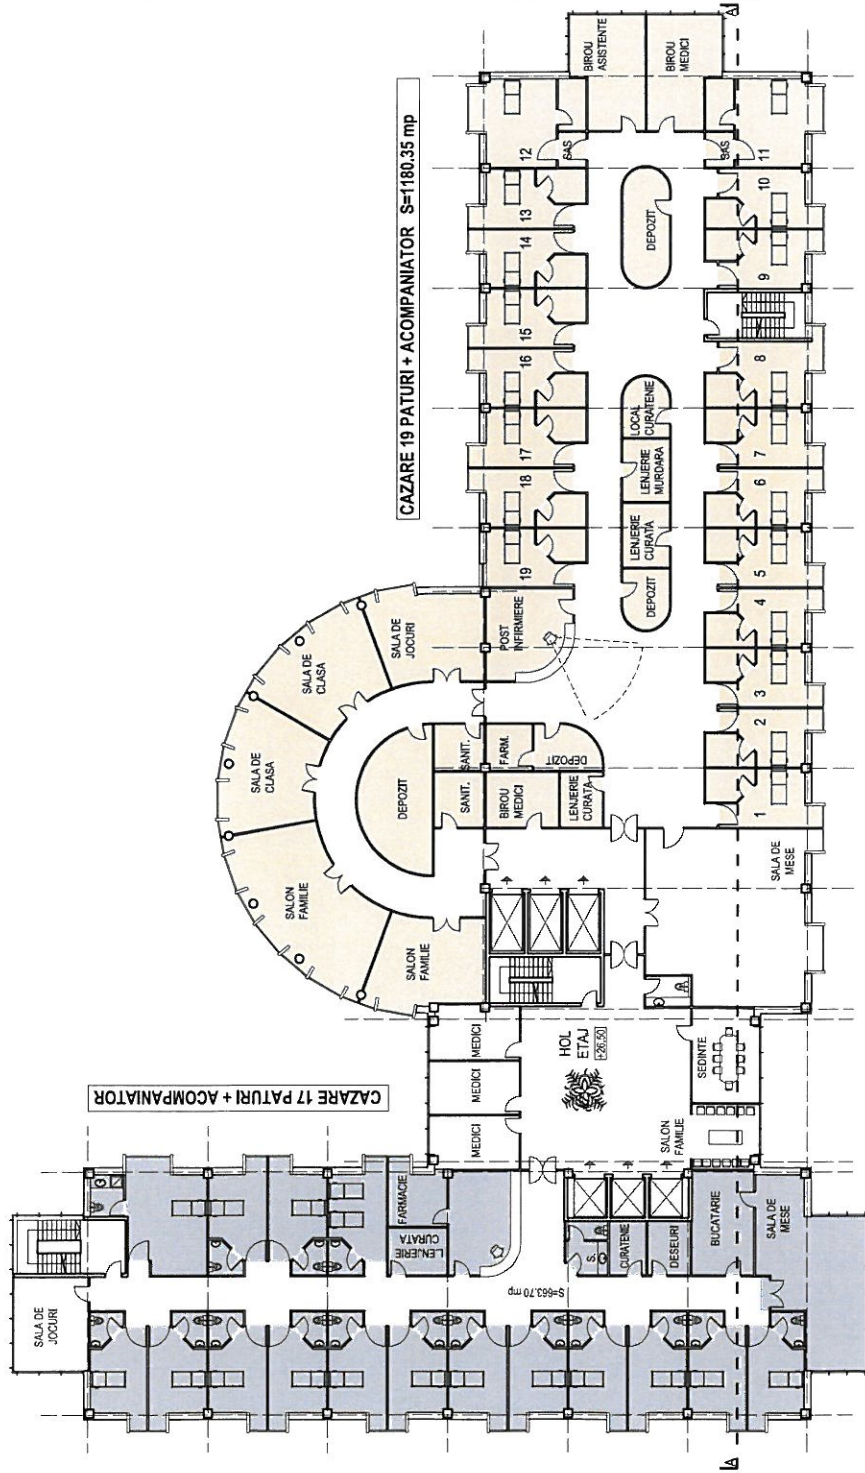 CAZARE 19 PATURI + ACOMPANIATOR S=1180.35 mp
CAZARE 17 PATURI + ACOMPANIATOR
BIROU
ASISTENTE
BIROU
MEDICI
A
12
SAS
SAS
11
13
14
15
16
17
18
19
DEPOZIT
10
9
8
7
6
5
4
3
2
1
LOCAL
CURATENIE
LENJERIE
MURDARA
LENJERIE
CURATA
DEPOZIT
POST
INFIRMIERE
SALA DE
JOCURI
SALA DE
CLASA
SALA DE
CLASA
SALON
FAMILIE
SALON
FAMILIE
DEPOZIT
SANIT.
SANIT.
FARM.
DEPOZIT
BIROU
MEDICI
LENJERIE
CURATA
SALA DE
MESE
MEDICI
MEDICI
MEDICI
HOL
ETAJ
+26,50
SEDINTE
SALON
FAMILIE
FARMACIE
LENJERIE
CURATA
S.
CURATENIE
DESEURI
BUCATARIE
SALA DE
MESE
S=663.70 mp
SALA DE
JOCURI
A